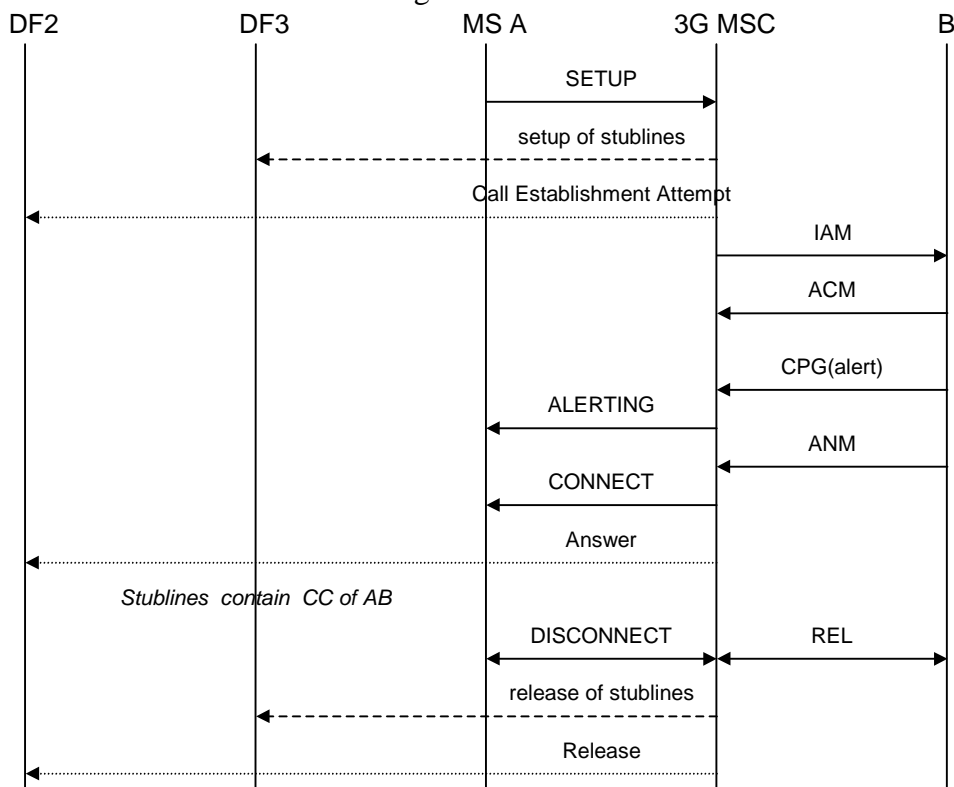 DF2 DF3 MS A 3G MSC B
SETUP
setup of stublines
Call Establishment Attempt
IAM
ACM
CPG(alert)
ALERTING
ANM
CONNECT
Answer
Stublines contain CC of AB
DISCONNECT REL
release of stublines
Release